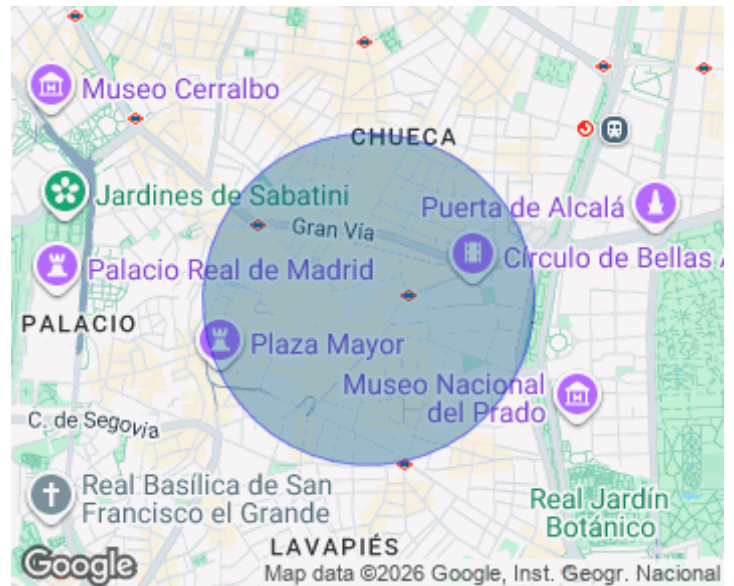 Museo Cerralbo
CHUECA
Jardines de Sabatini
Puerta de Alcalá
Gran Vía
Círculo de Bellas A
Palacio Real de Madrid
PALACIO
Plaza Mayor
Museo Nacional
del Prado
C. de Segovia
Real Basílica de San
Francisco el Grande
Real Jardín
Botánico
LAVAPIÉS
Google
Map data ©2026 Google, Inst. Geogr. Nacional